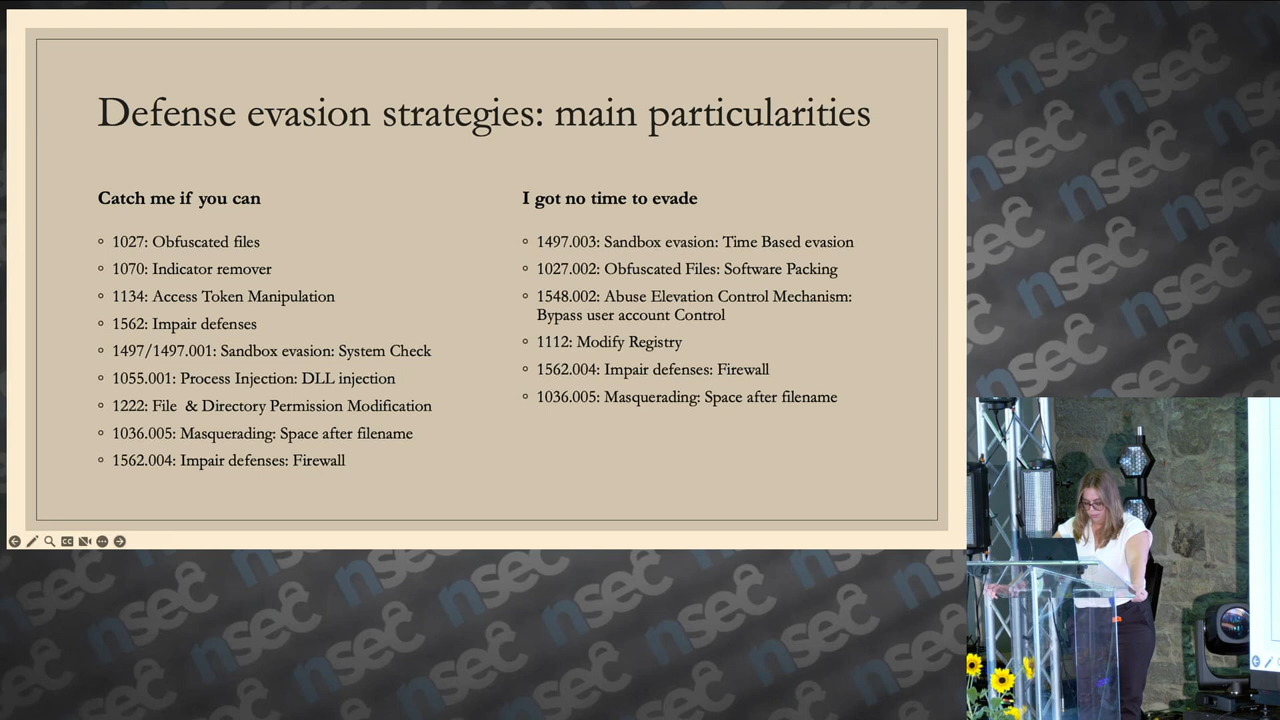 Defense evasion strategies: main particularities
Catch me if you can
1027: Obfuscated files
1070: Indicator remover
1134: Access Token Manipulation
1562: Impair defenses
1497/1497.001: Sandbox evasion: System Check
1055.001: Process Injection: DLL injection
1222: File & Directory Permission Modification
1036.005: Masquerading: Space after filename
1562.004: Impair defenses: Firewall
I got no time to evade
1497.003: Sandbox evasion: Time Based evasion
1027.002: Obfuscated Files: Software Packing
1548.002: Abuse Elevation Control Mechanism:
Bypass user account Control
1112: Modify Registry
1562.004: Impair defenses: Firewall
1036.005: Masquerading: Space after filename
nsec